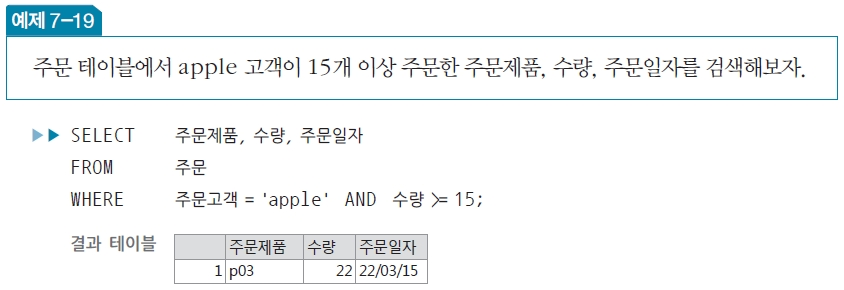 예제 7-19
주문 테이블에서 apple 고객이 15개 이상 주문한 주문제품, 수량, 주문일자를 검색해보자.
▶▶ SELECT 주문제품, 수량, 주문일자
FROM 주문
WHERE 주문고객 = 'apple' AND 수량 >= 15;
결과 테이블
주문제품 수량 주문일자
1 p03 22 22/03/15